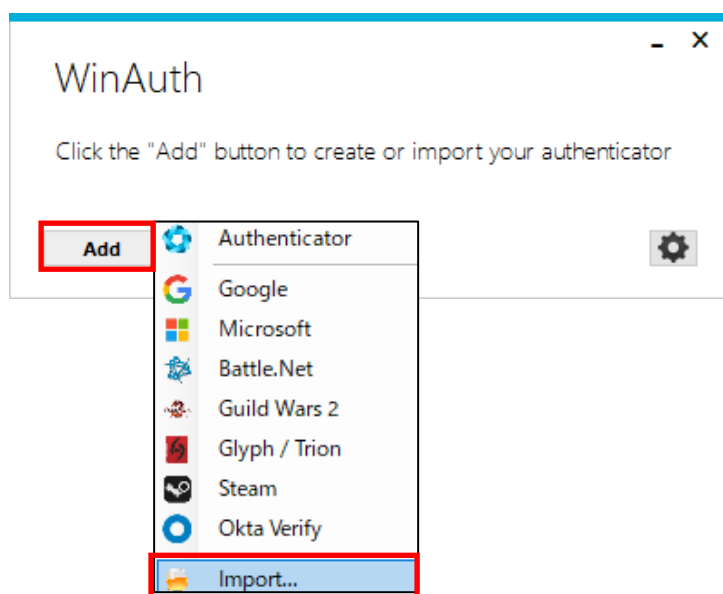 WinAuth
Click the "Add" button to create or import your authenticator
Add
Authenticator
Google
Microsoft
Battle.Net
Guild Wars 2
Glyph / Trion
Steam
Okta Verify
Import...